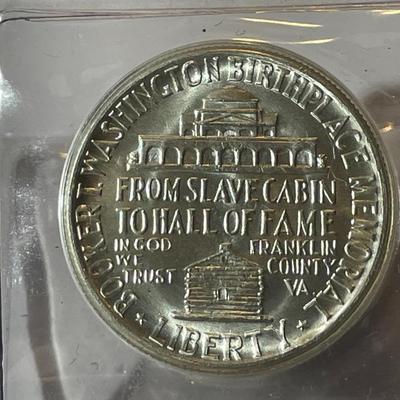 BOOKER T. WASHINGTON BIRTHPLACE MEMORIAL
FROM SLAVE CABIN
TO HALL OF FAME
IN GOD FRANKLIN
WE COUNTY
TRUST VA.
LIBERTY